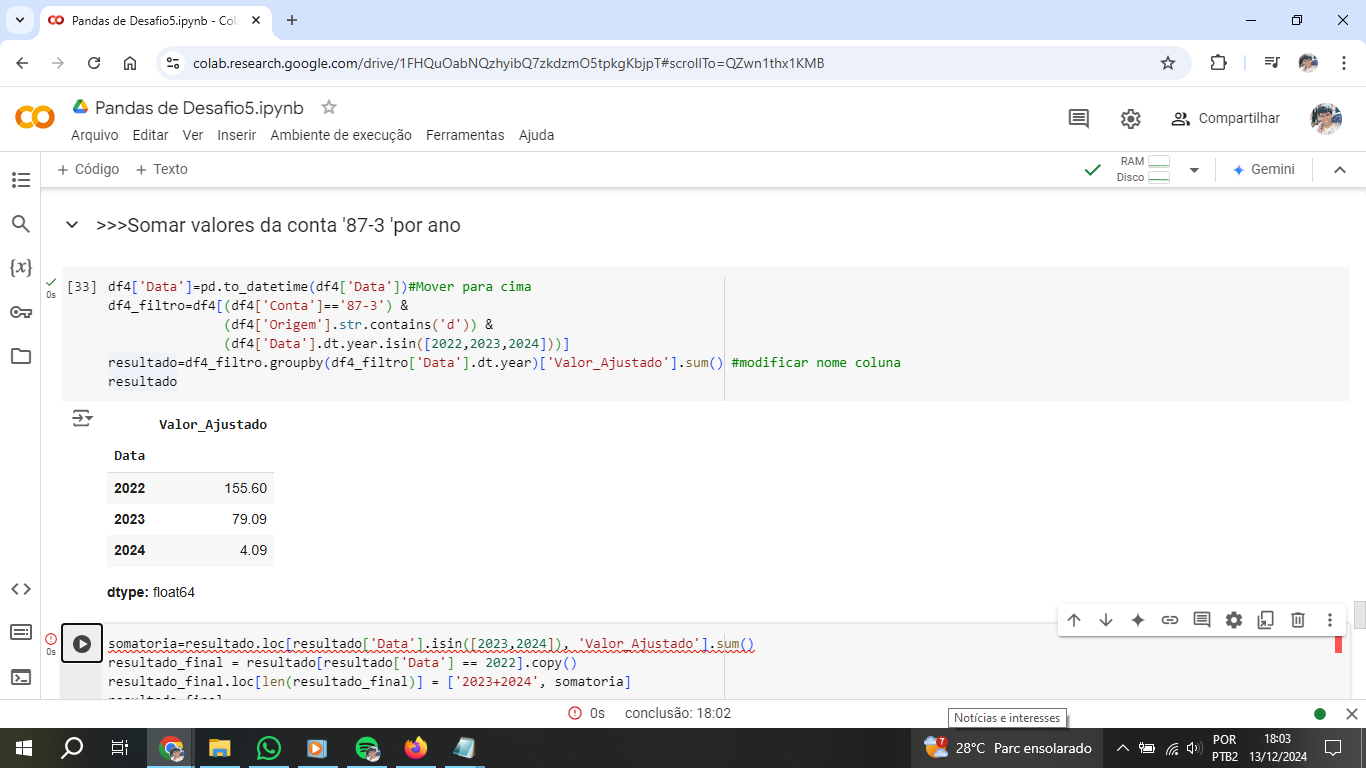 Pandas de Desafio5.ipynb - Cola
colab.research.google.com/drive/1FHQuOabNQzhyibQ7zkdzmO5tpkgKbjpT#scrollTo=QZwn1thx1KMB
Pandas de Desafio5.ipynb
Arquivo Editar Ver Inserir Ambiente de execução Ferramentas Ajuda
Compartilhar
+ Código + Texto
RAM
Disco
Gemini
>>>Somar valores da conta '87-3 'por ano
{x}
[33] df4['Data']=pd.to_datetime(df4['Data'])#Mover para cima
0s
df4_filtro=df4[(df4['Conta']=='87-3') &
(df4['Origem'].str.contains('d')) &
(df4['Data'].dt.year.isin([2022,2023,2024]))]
resultado=df4_filtro.groupby(df4_filtro['Data'].dt.year)['Valor_Ajustado'].sum() #modificar nome coluna
resultado
Valor_Ajustado
Data
2022 155.60
2023 79.09
2024 4.09
dtype: float64
0s
somatoria=resultado.loc[resultado['Data'].isin([2023,2024]), 'Valor_Ajustado'].sum()
resultado_final = resultado[resultado['Data'] == 2022].copy()
resultado_final.loc[len(resultado_final)] = ['2023+2024', somatoria]
0s conclusão: 18:02
Notícias e interesses
7
28°C Parc ensolarado
POR
PTB2
18:03
13/12/2024